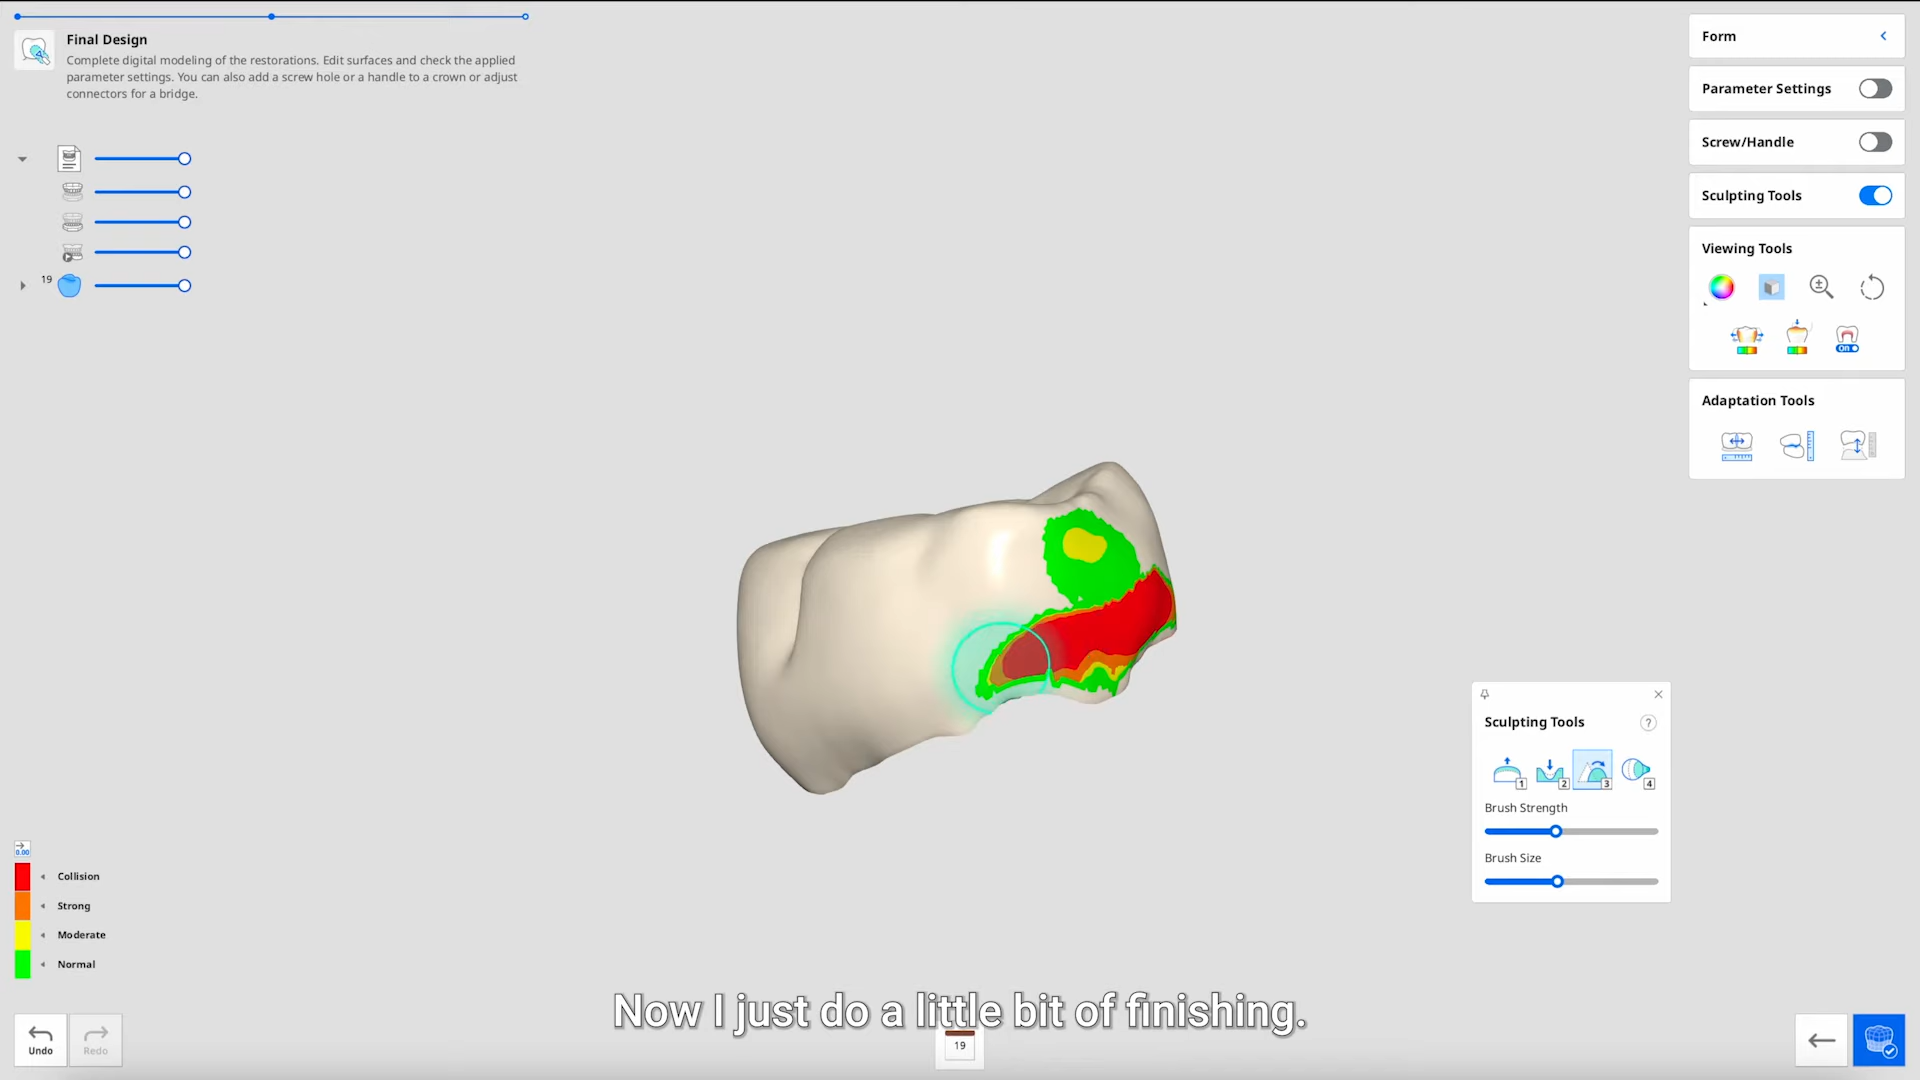 Final Design
Complete digital modeling of the restorations. Edit surfaces and check the applied
parameter settings. You can also add a screw hole or a handle to a crown or adjust
connectors for a bridge.
19
Form
Parameter Settings
Screw/Handle
Sculpting Tools
Viewing Tools
on
Adaptation Tools
Sculpting Tools
?
1
2
3
4
Brush Strength
Brush Size
0.00
Collision
Strong
Moderate
Normal
Now I just do a little bit of finishing.
Undo
Redo
19